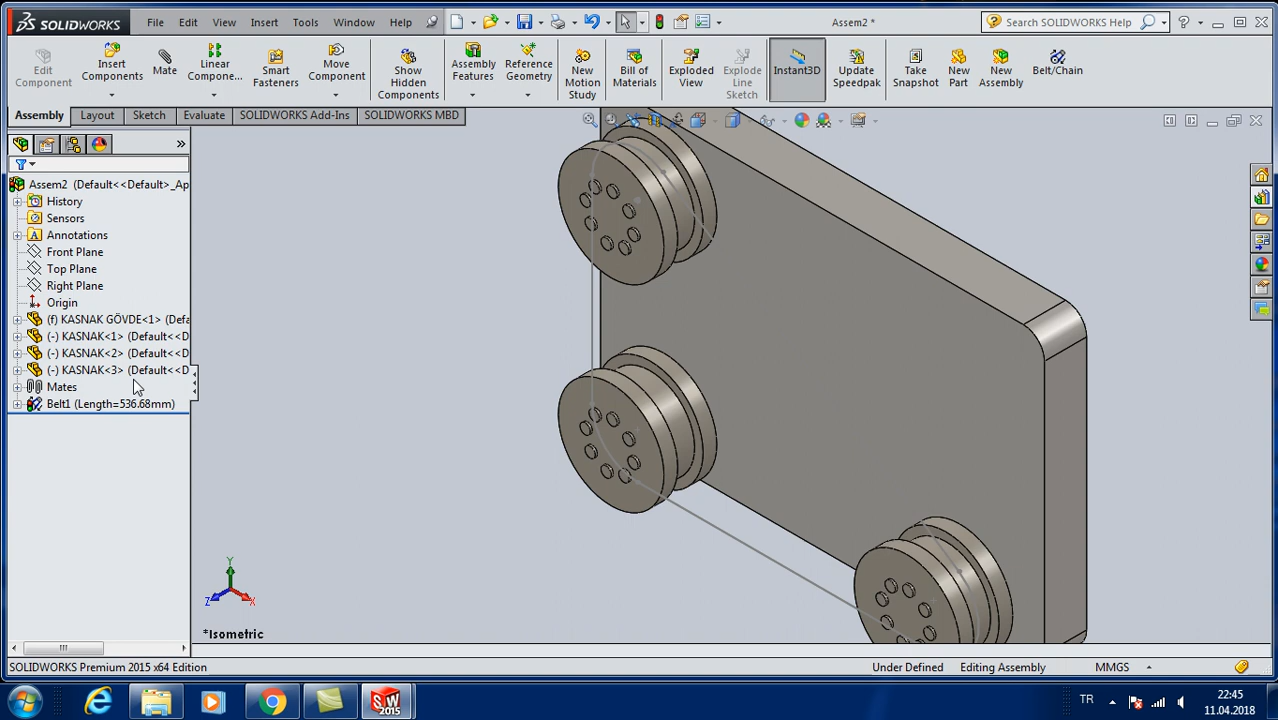 SOLIDWORKS File Edit View Insert Tools Window Help Assem2 * Search SOLIDWORKS Help
Edit Component
Insert Components
Mate
Linear Compone...
Smart Fasteners
Move Component
Show Hidden Components
Assembly Features
Reference Geometry
New Motion Study
Bill of Materials
Exploded View
Explode Line Sketch
Instant3D
Update Speedpak
Take Snapshot
New Part
New Assembly
Belt/Chain
Assembly Layout Sketch Evaluate SOLIDWORKS Add-Ins SOLIDWORKS MBD
Assem2 (Default<<Default>_Ap
History
Sensors
Annotations
Front Plane
Top Plane
Right Plane
Origin
(f) KASNAK GÖVDE<1> (Defa
(-) KASNAK<1> (Default<<D
(-) KASNAK<2> (Default<<D
(-) KASNAK<3> (Default<<D
Mates
Belt1 (Length=536.68mm)
Y
Z
X
*Isometric
SOLIDWORKS Premium 2015 x64 Edition Under Defined Editing Assembly MMGS
SW 2015
TR
22:45
11.04.2018